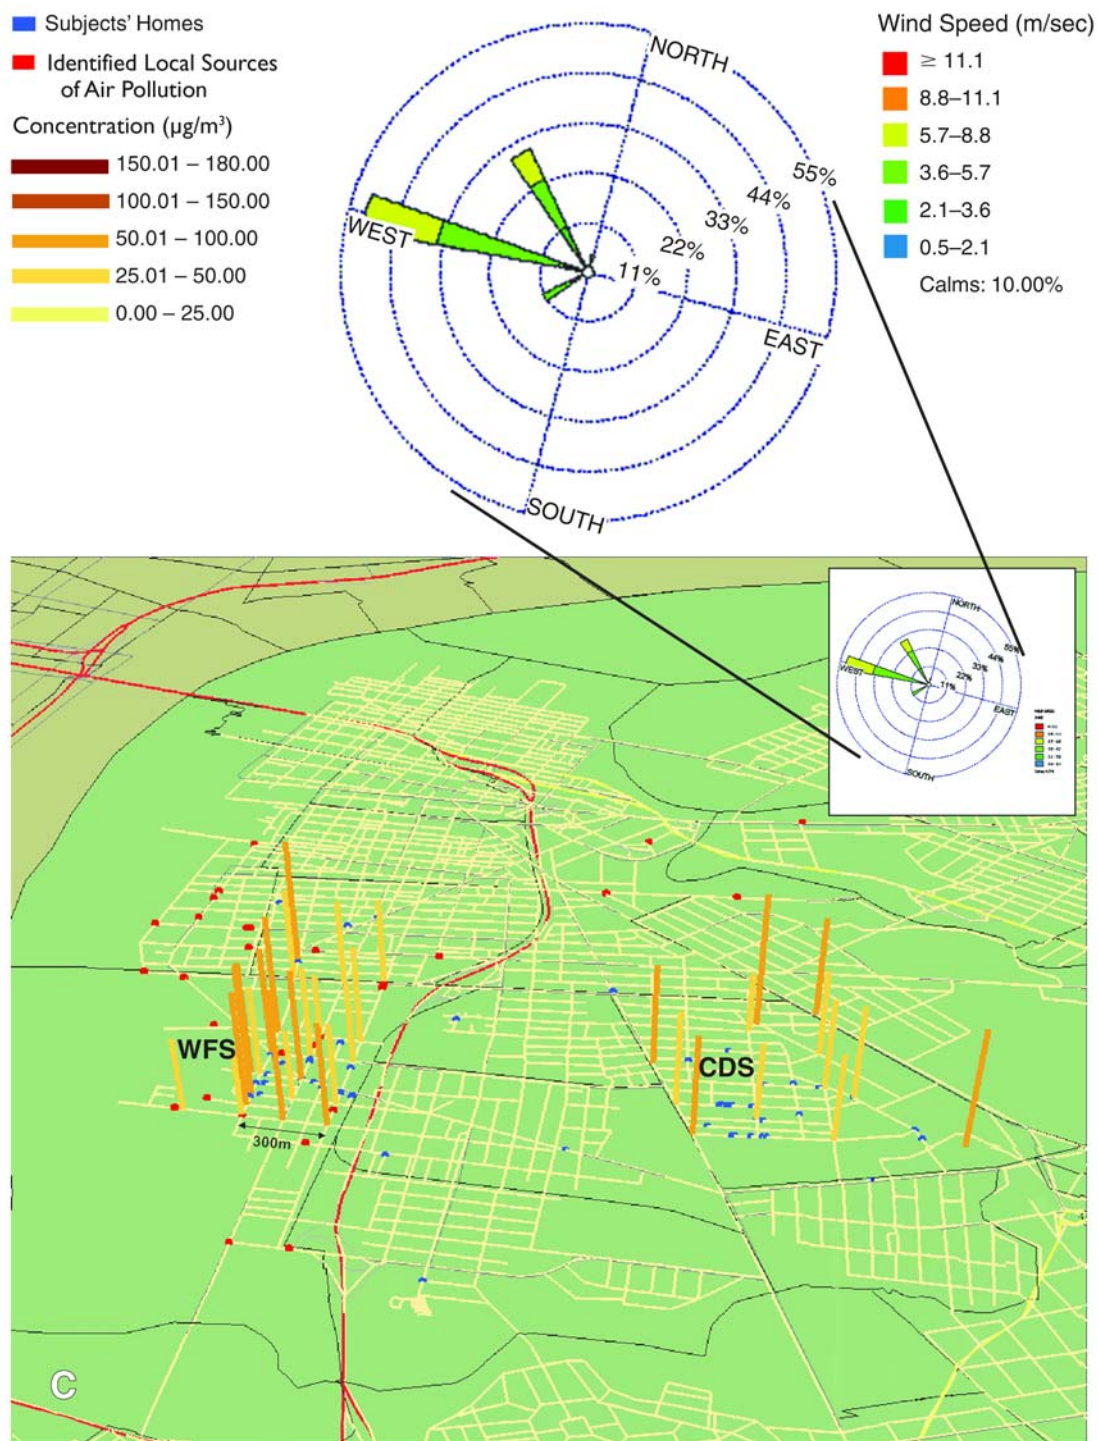 Subjects' Homes
Identified Local Sources
of Air Pollution
Concentration (µg/m³)
150.01 – 180.00
100.01 – 150.00
50.01 – 100.00
25.01 – 50.00
0.00 – 25.00
NORTH
55%
44%
33%
22%
11%
WEST
EAST
SOUTH
Wind Speed (m/sec)
≥ 11.1
8.8–11.1
5.7–8.8
3.6–5.7
2.1–3.6
0.5–2.1
Calms: 10.00%
NORTH
55%
44%
33%
22%
11%
WEST
EAST
SOUTH
WFS
CDS
300m
C